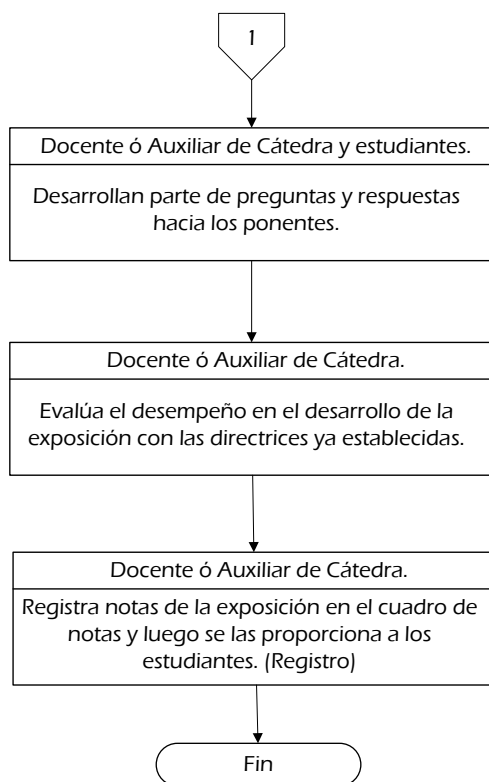 1
Docente ó Auxiliar de Cátedra y estudiantes.
Desarrollan parte de preguntas y respuestas
hacia los ponentes.
Docente ó Auxiliar de Cátedra.
Evalúa el desempeño en el desarrollo de la
exposición con las directrices ya establecidas.
Docente ó Auxiliar de Cátedra.
Registra notas de la exposición en el cuadro de
notas y luego se las proporciona a los
estudiantes. (Registro)
Fin